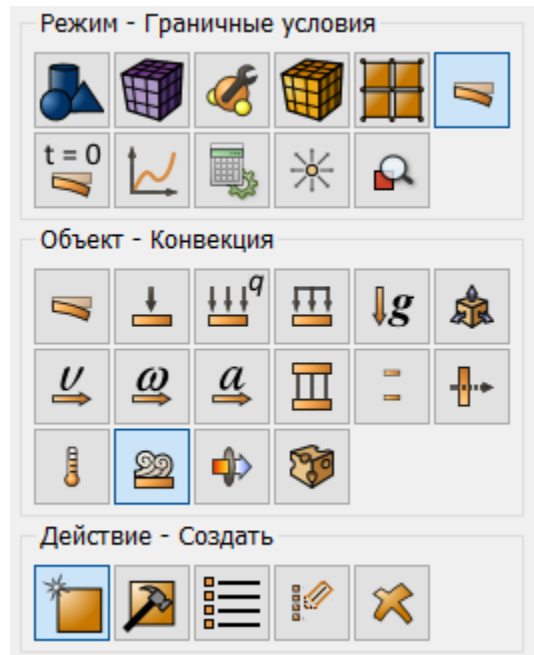 Режим - Граничные условия
t = 0
Объект - Конвекция
q
g
υ
ω
a
Действие - Создать